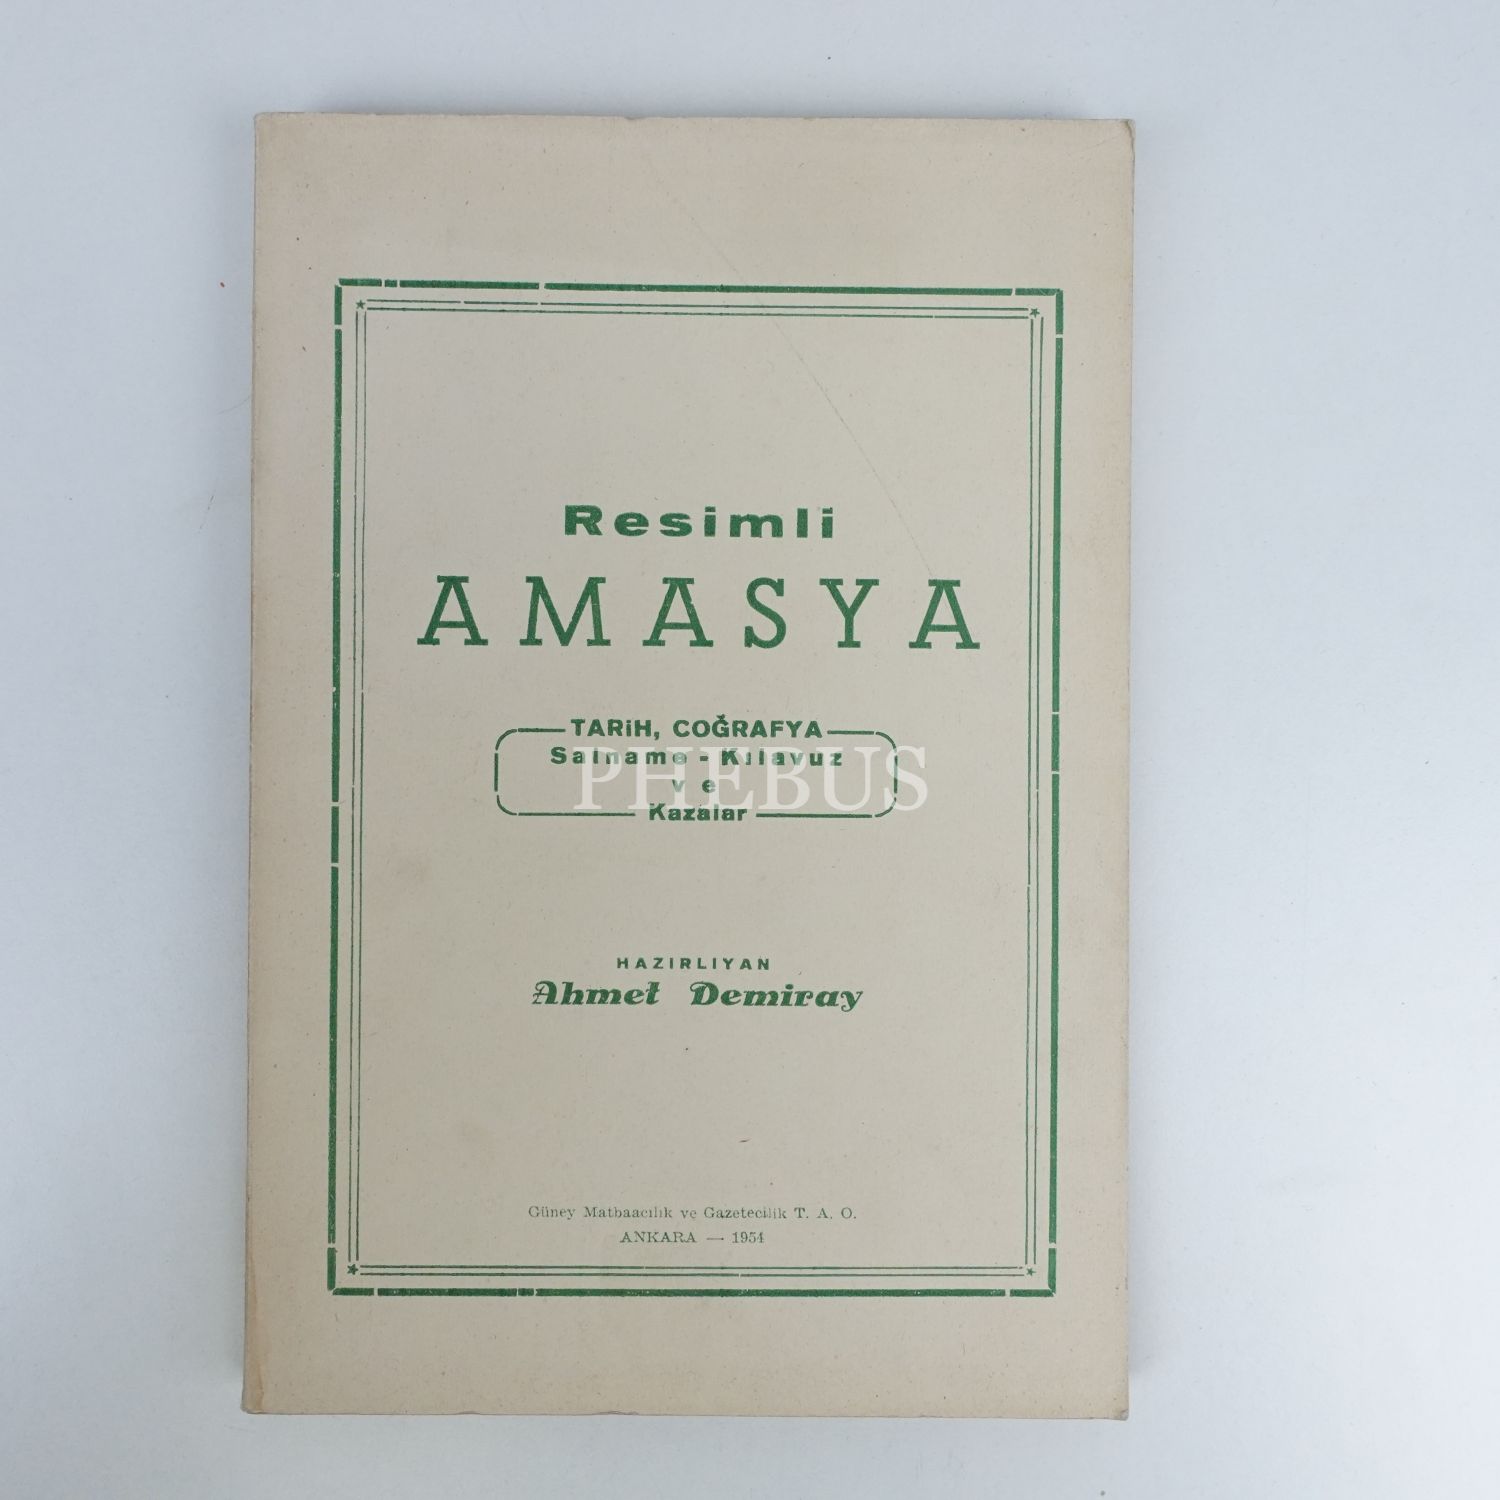 Resimli
AMASYA
TARiH, COĞRAFYA
Salname - Kılavuz
ve
Kazalar
PHEBUS
HAZIRLIYAN
Ahmet Demiray
Güney Matbaacılık ve Gazetecilik T. A. O.
ANKARA — 1954